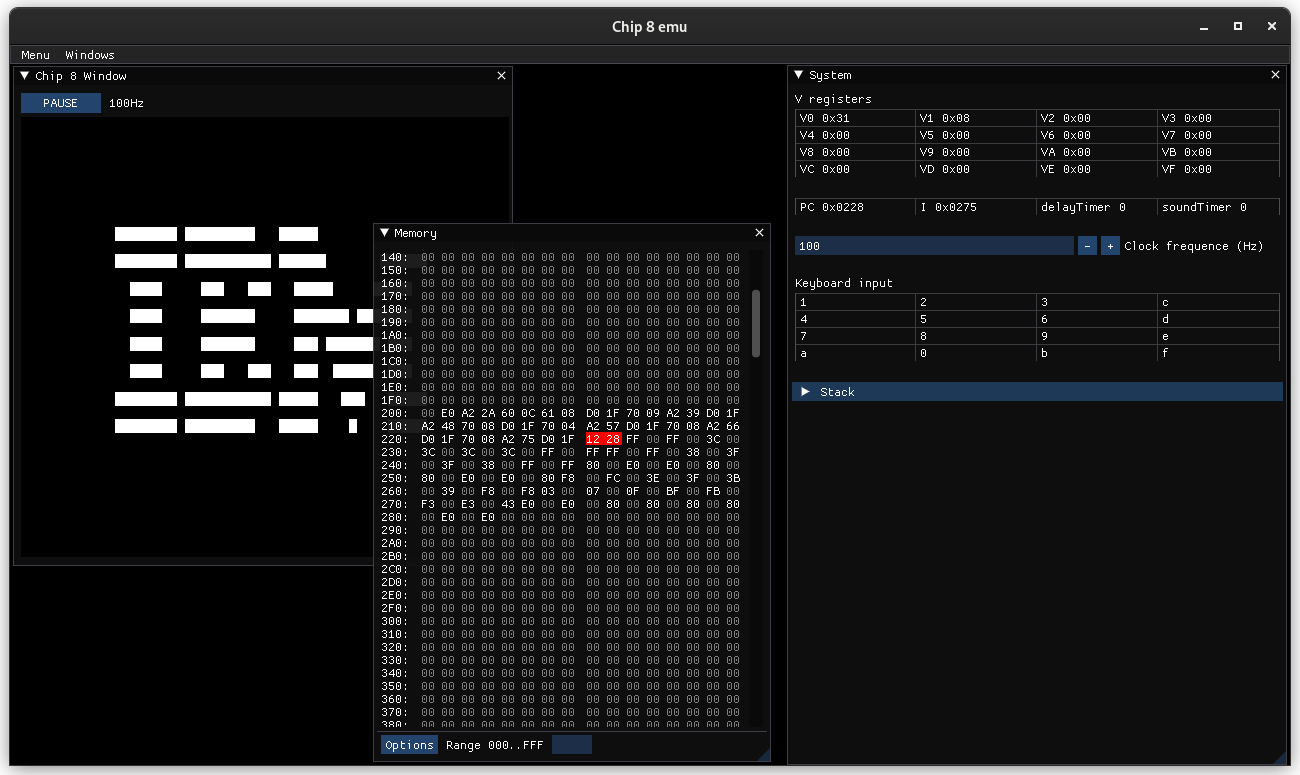 Chip 8 emu
Menu Windows
Chip 8 Window
PAUSE 100Hz
Memory
140: 00 00 00 00 00 00 00 00 00 00 00 00 00 00 00 00
150: 00 00 00 00 00 00 00 00 00 00 00 00 00 00 00 00
160: 00 00 00 00 00 00 00 00 00 00 00 00 00 00 00 00
170: 00 00 00 00 00 00 00 00 00 00 00 00 00 00 00 00
180: 00 00 00 00 00 00 00 00 00 00 00 00 00 00 00 00
190: 00 00 00 00 00 00 00 00 00 00 00 00 00 00 00 00
1A0: 00 00 00 00 00 00 00 00 00 00 00 00 00 00 00 00
1B0: 00 00 00 00 00 00 00 00 00 00 00 00 00 00 00 00
1C0: 00 00 00 00 00 00 00 00 00 00 00 00 00 00 00 00
1D0: 00 00 00 00 00 00 00 00 00 00 00 00 00 00 00 00
1E0: 00 00 00 00 00 00 00 00 00 00 00 00 00 00 00 00
1F0: 00 00 00 00 00 00 00 00 00 00 00 00 00 00 00 00
200: 00 E0 A2 2A 60 0C 61 08 D0 1F 70 09 A2 39 D0 1F
210: A2 48 70 08 D0 1F 70 04 A2 57 D0 1F 70 08 A2 66
220: D0 1F 70 08 A2 75 D0 1F 12 28 FF 00 FF 00 3C 00
230: 3C 00 3C 00 3C 00 FF 00 FF FF 00 FF 00 38 00 3F
240: 00 3F 00 38 00 FF 00 FF 80 00 E0 00 E0 00 80 00
250: 80 00 E0 00 E0 00 80 F8 00 FC 00 3E 00 3F 00 3B
260: 00 39 00 F8 00 F8 03 00 07 00 0F 00 BF 00 FB 00
270: F3 00 E3 00 43 E0 00 E0 00 80 00 80 00 80 00 80
280: 00 E0 00 E0 00 00 00 00 00 00 00 00 00 00 00 00
290: 00 00 00 00 00 00 00 00 00 00 00 00 00 00 00 00
2A0: 00 00 00 00 00 00 00 00 00 00 00 00 00 00 00 00
2B0: 00 00 00 00 00 00 00 00 00 00 00 00 00 00 00 00
2C0: 00 00 00 00 00 00 00 00 00 00 00 00 00 00 00 00
2D0: 00 00 00 00 00 00 00 00 00 00 00 00 00 00 00 00
2E0: 00 00 00 00 00 00 00 00 00 00 00 00 00 00 00 00
2F0: 00 00 00 00 00 00 00 00 00 00 00 00 00 00 00 00
300: 00 00 00 00 00 00 00 00 00 00 00 00 00 00 00 00
310: 00 00 00 00 00 00 00 00 00 00 00 00 00 00 00 00
320: 00 00 00 00 00 00 00 00 00 00 00 00 00 00 00 00
330: 00 00 00 00 00 00 00 00 00 00 00 00 00 00 00 00
340: 00 00 00 00 00 00 00 00 00 00 00 00 00 00 00 00
350: 00 00 00 00 00 00 00 00 00 00 00 00 00 00 00 00
360: 00 00 00 00 00 00 00 00 00 00 00 00 00 00 00 00
370: 00 00 00 00 00 00 00 00 00 00 00 00 00 00 00 00
380: 00 00 00 00 00 00 00 00 00 00 00 00 00 00 00 00
Options Range 000..FFF
System
V registers
V0 0x31 V1 0x08 V2 0x00 V3 0x00
V4 0x00 V5 0x00 V6 0x00 V7 0x00
V8 0x00 V9 0x00 VA 0x00 VB 0x00
VC 0x00 VD 0x00 VE 0x00 VF 0x00
PC 0x0228 I 0x0275 delayTimer 0 soundTimer 0
100 - + Clock frequence (Hz)
Keyboard input
1 2 3 c
4 5 6 d
7 8 9 e
a 0 b f
Stack